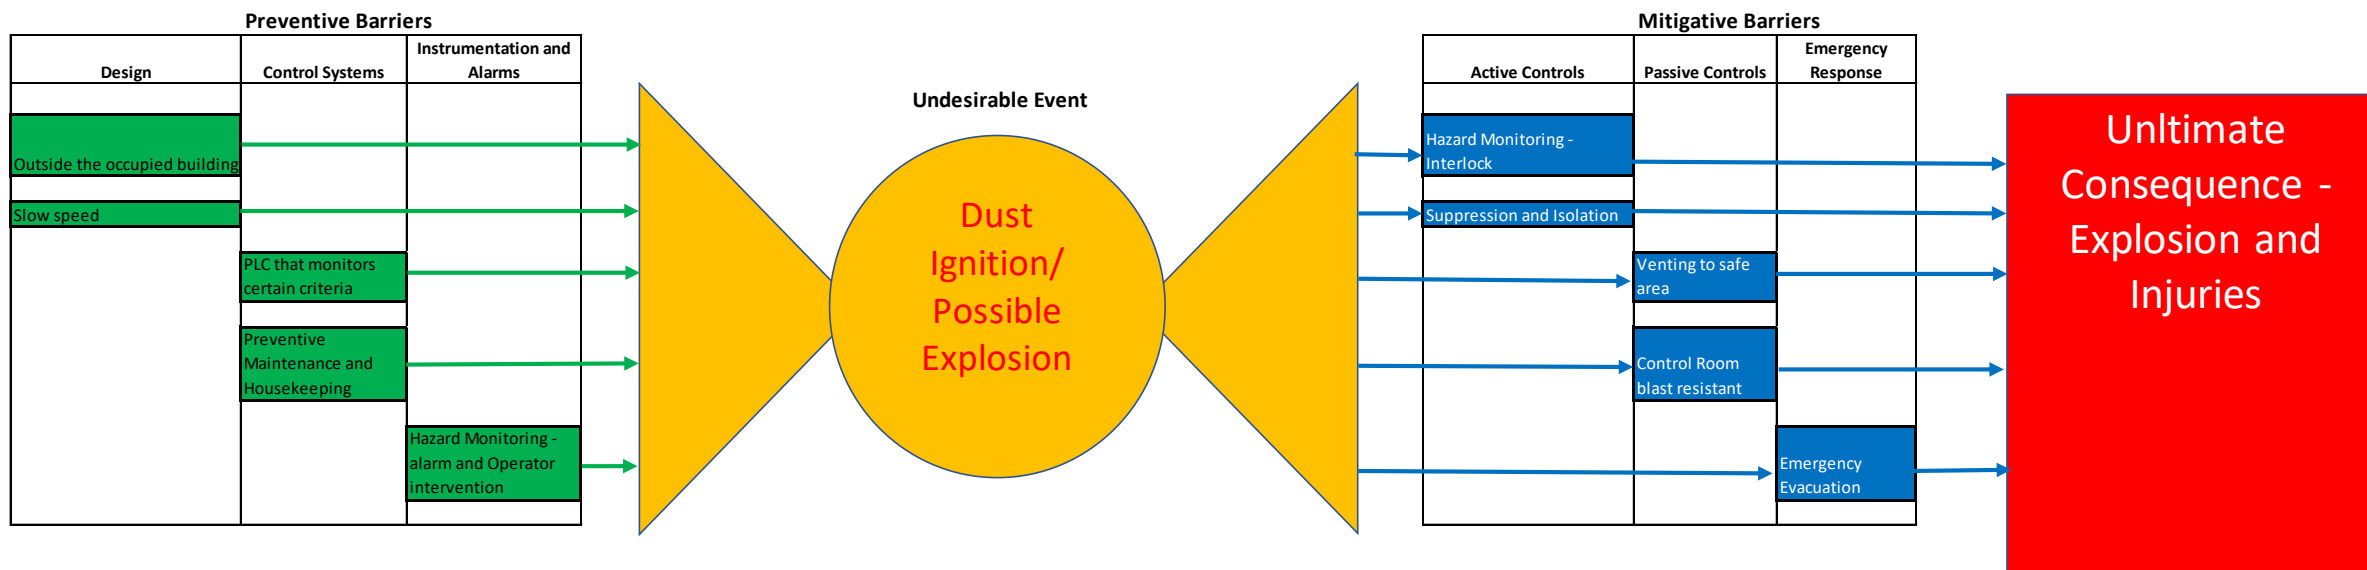 Preventive Barriers
Mitigative Barriers
Design
Control Systems
Instrumentation and
Alarms
Undesirable Event
Active Controls
Passive Controls
Emergency
Response
Outside the occupied building
Slow speed
PLC that monitors
certain criteria
Preventive
Maintenance and
Housekeeping
Hazard Monitoring -
alarm and Operator
intervention
Dust
Ignition/
Possible
Explosion
Hazard Monitoring -
Interlock
Suppression and Isolation
Venting to safe
area
Control Room
blast resistant
Emergency
Evacuation
Unltimate
Consequence -
Explosion and
Injuries